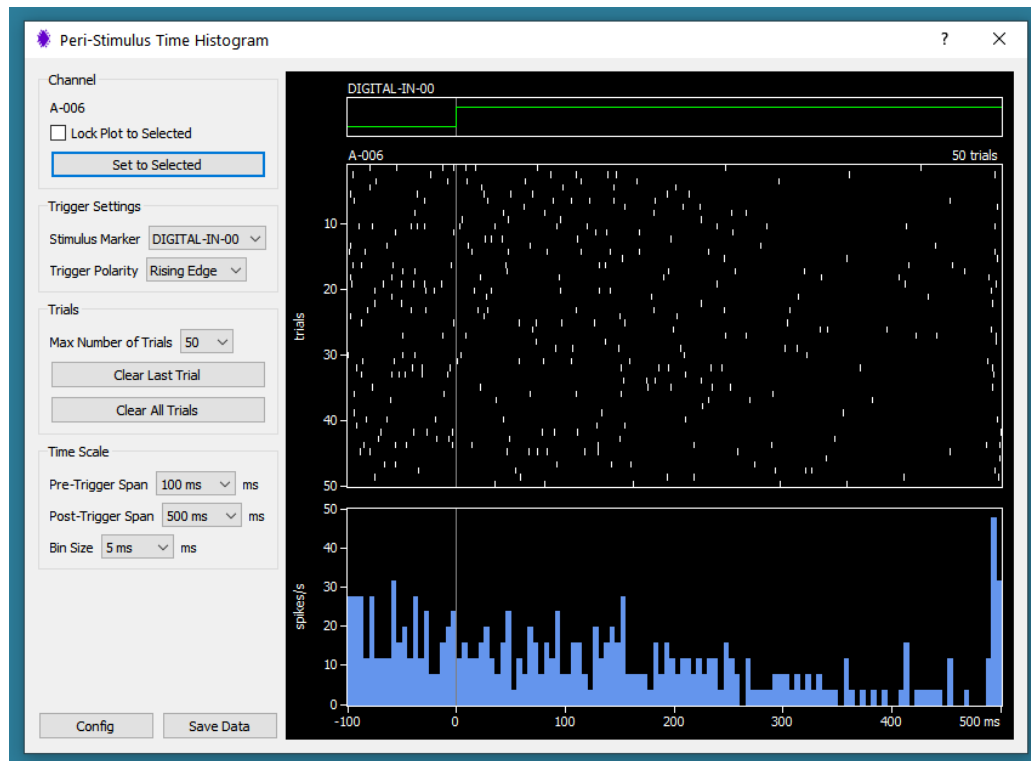 Peri-Stimulus Time Histogram
?
Channel
A-006
Lock Plot to Selected
Set to Selected
Trigger Settings
Stimulus Marker DIGITAL-IN-00
Trigger Polarity Rising Edge
Trials
Max Number of Trials 50
Clear Last Trial
Clear All Trials
Time Scale
Pre-Trigger Span 100 ms ms
Post-Trigger Span 500 ms ms
Bin Size 5 ms ms
Config Save Data
DIGITAL-IN-00
A-006 50 trials
10
20
trials
30
40
50
50
40
30
spikes/s
20
10
0
-100 0 100 200 300 400 500 ms